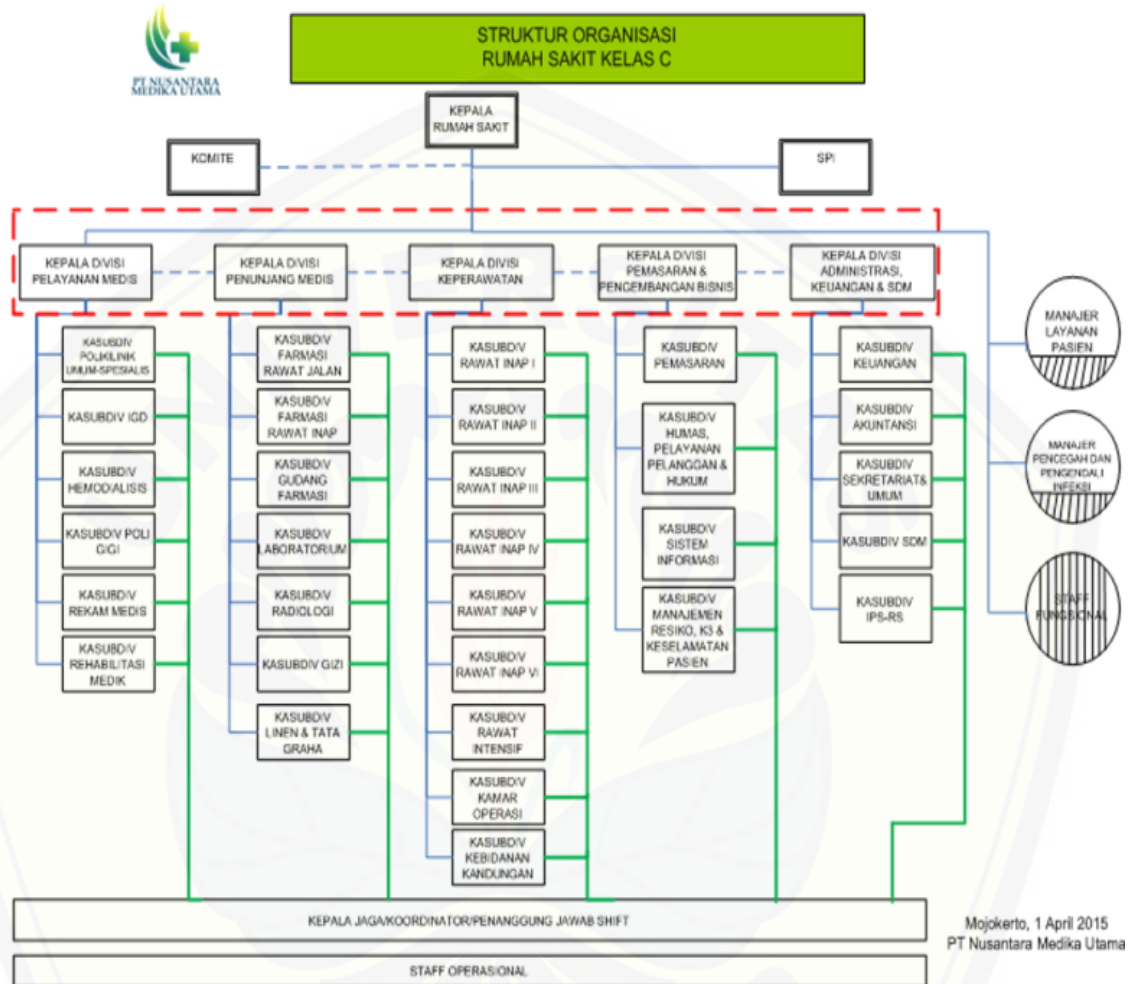 STRUKTUR ORGANISASI
RUMAH SAKIT KELAS C
PT NUSANTARA
MEDIKA UTAMA
KEPALA
RUMAH SAKIT
KOMITE
SPI
KEPALA DIVISI
PELAYANAN MEDIS
KEPALA DIVISI
PENUNJANG MEDIS
KEPALA DIVISI
KEPERAWATAN
KEPALA DIVISI
PEMASARAN &
PENGEMBANGAN BISNIS
KEPALA DIVISI
ADMINISTRASI,
KEUANGAN & SDM
KASUBDIV
POLIKLINIK
UMUM-SPESIALIS
KASUBDIV IGD
KASUBDIV
HEMODIALISIS
KASUBDIV POLI
GIGI
KASUBDIV
REKAM MEDIS
KASUBDIV
REHABILITASI
MEDIK
KASUBDIV
FARMASI
RAWAT JALAN
KASUBDIV
FARMASI
RAWAT INAP
KASUBDIV
GUDANG
FARMASI
KASUBDIV
LABORATORIUM
KASUBDIV
RADIOLOGI
KASUBDIV GIZI
KASUBDIV
LINEN & TATA
GRAHA
KASUBDIV
RAWAT INAP I
KASUBDIV
RAWAT INAP II
KASUBDIV
RAWAT INAP III
KASUBDIV
RAWAT INAP IV
KASUBDIV
RAWAT INAP V
KASUBDIV
RAWAT INAP VI
KASUBDIV
RAWAT
INTENSIF
KASUBDIV
KAMAR
OPERASI
KASUBDIV
KEBIDANAN
KANDUNGAN
KASUBDIV
PEMASARAN
KASUBDIV
HUMAS,
PELAYANAN
PELANGGAN &
HUKUM
KASUBDIV
SISTEM
INFORMASI
KASUBDIV
MANAJEMEN
RESIKO, K3 &
KESELAMATAN
PASIEN
KASUBDIV
KEUANGAN
KASUBDIV
AKUNTANSI
KASUBDIV
SEKRETARIAT&
UMUM
KASUBDIV SDM
KASUBDIV
IPS-RS
MANAJER
LAYANAN
PASIEN
MANAJER
PENCEGAH DAN
PENGENDALI
INFEKSI
STAFF
FUNGSIONAL
KEPALA JAGA/KOORDINATOR/PENANGGUNG JAWAB SHIFT
STAFF OPERASIONAL
Mojokerto, 1 April 2015
PT Nusantara Medika Utama